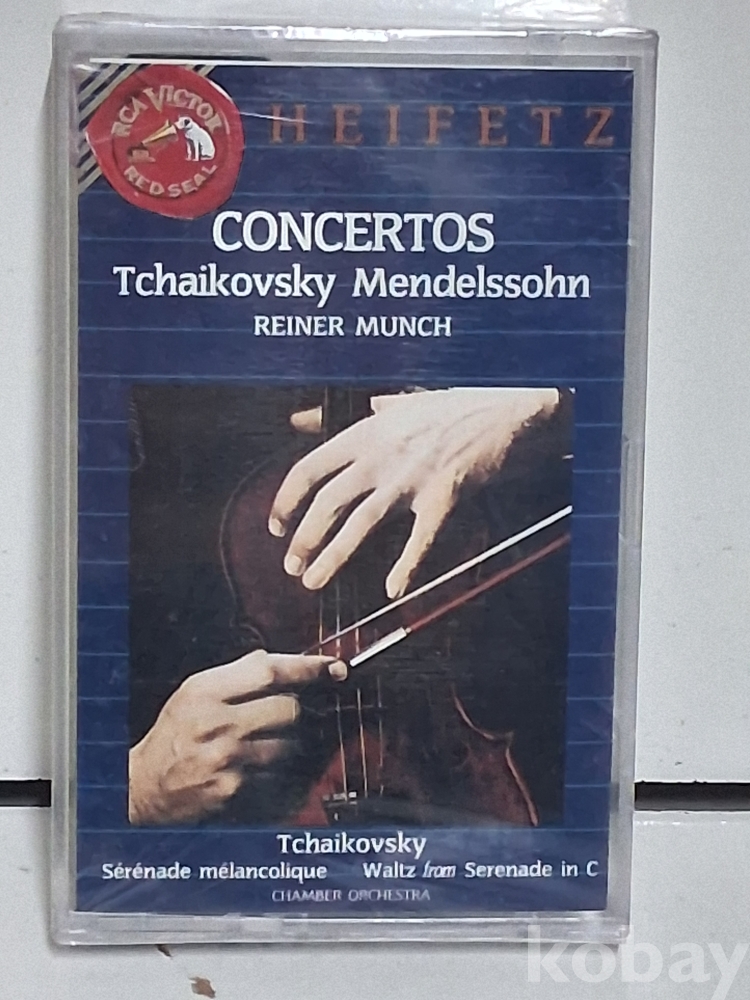 RCA VICTOR
RED SEAL
HEIFETZ
CONCERTOS
Tchaikovsky Mendelssohn
REINER MUNCH
Tchaikovsky
Sérénade mélancolique Waltz from Serenade in C
CHAMBER ORCHESTRA
kobay